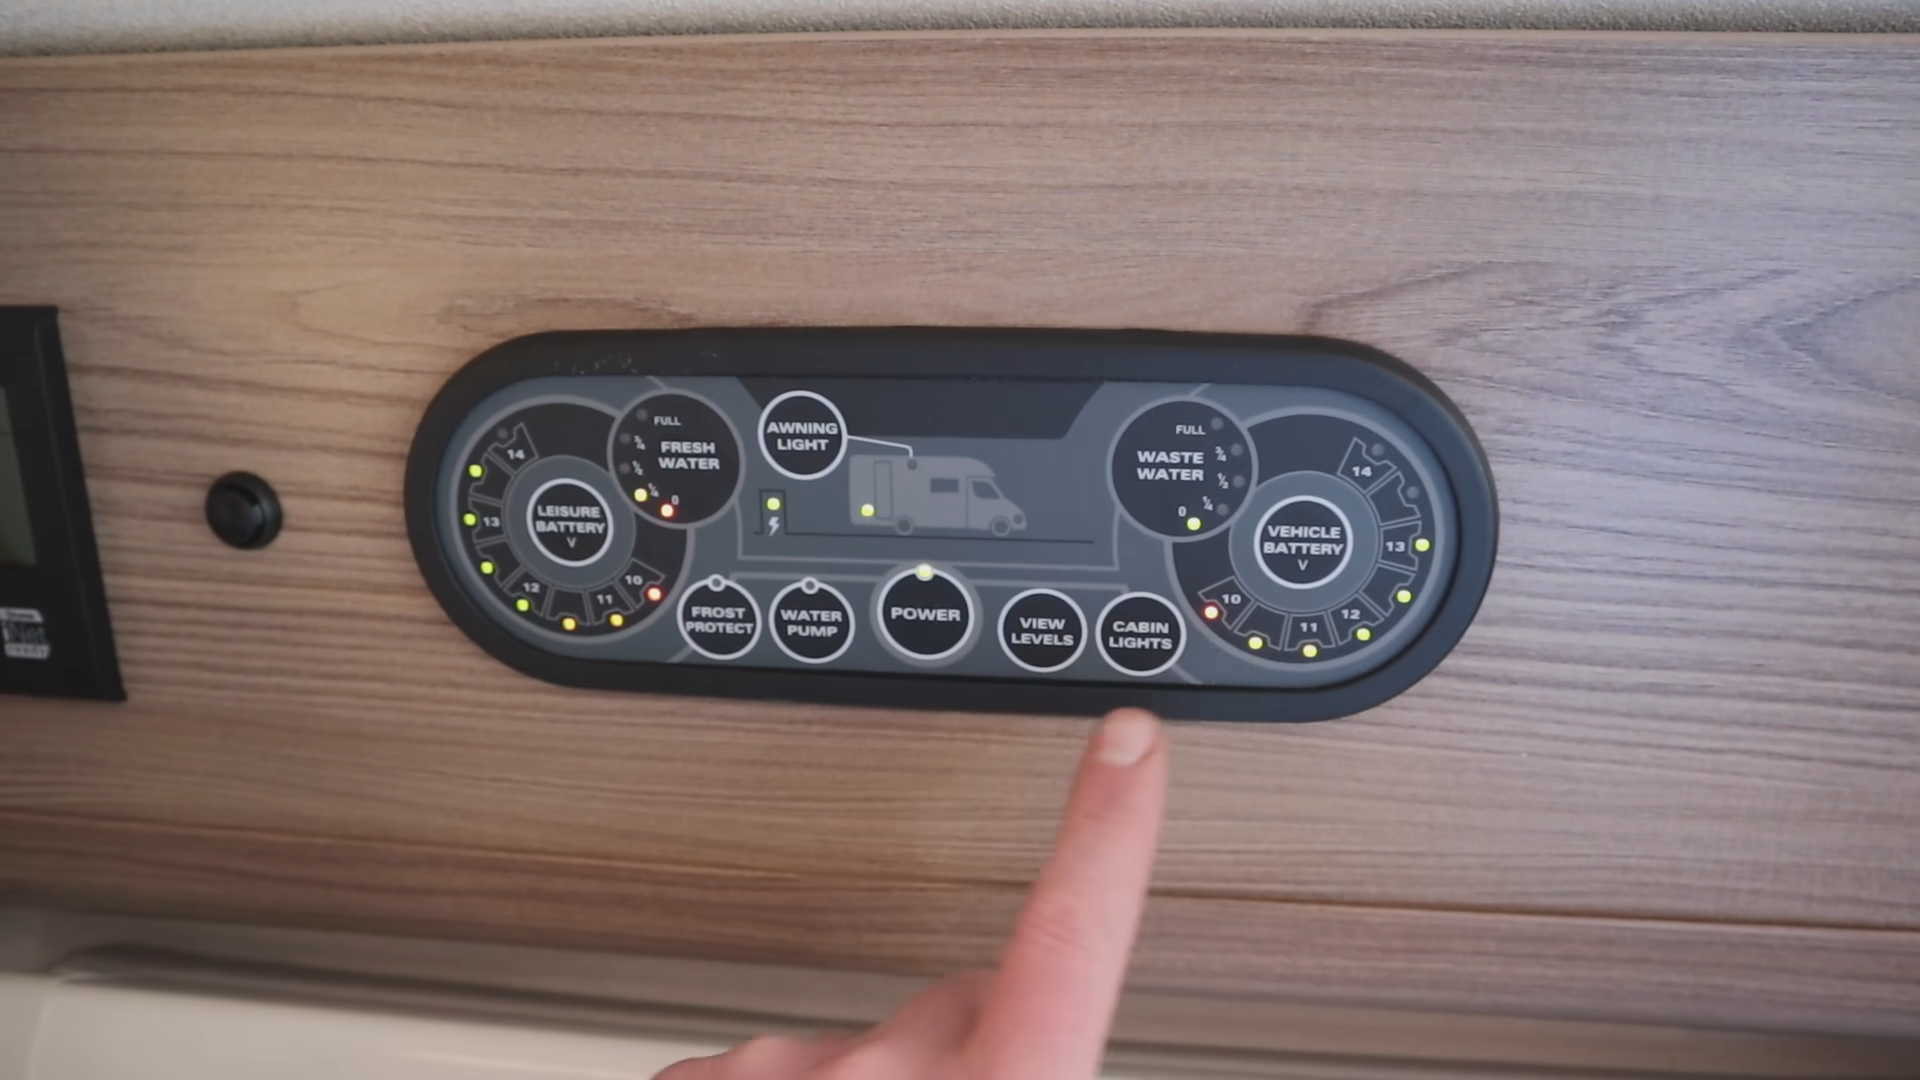 14
13
12
11
10
LEISURE
BATTERY
V
FULL
¾
½
¼
0
FRESH
WATER
AWNING
LIGHT
FROST
PROTECT
WATER
PUMP
POWER
VIEW
LEVELS
CABIN
LIGHTS
FULL
¾
½
¼
0
WASTE
WATER
14
13
12
11
10
VEHICLE
BATTERY
V